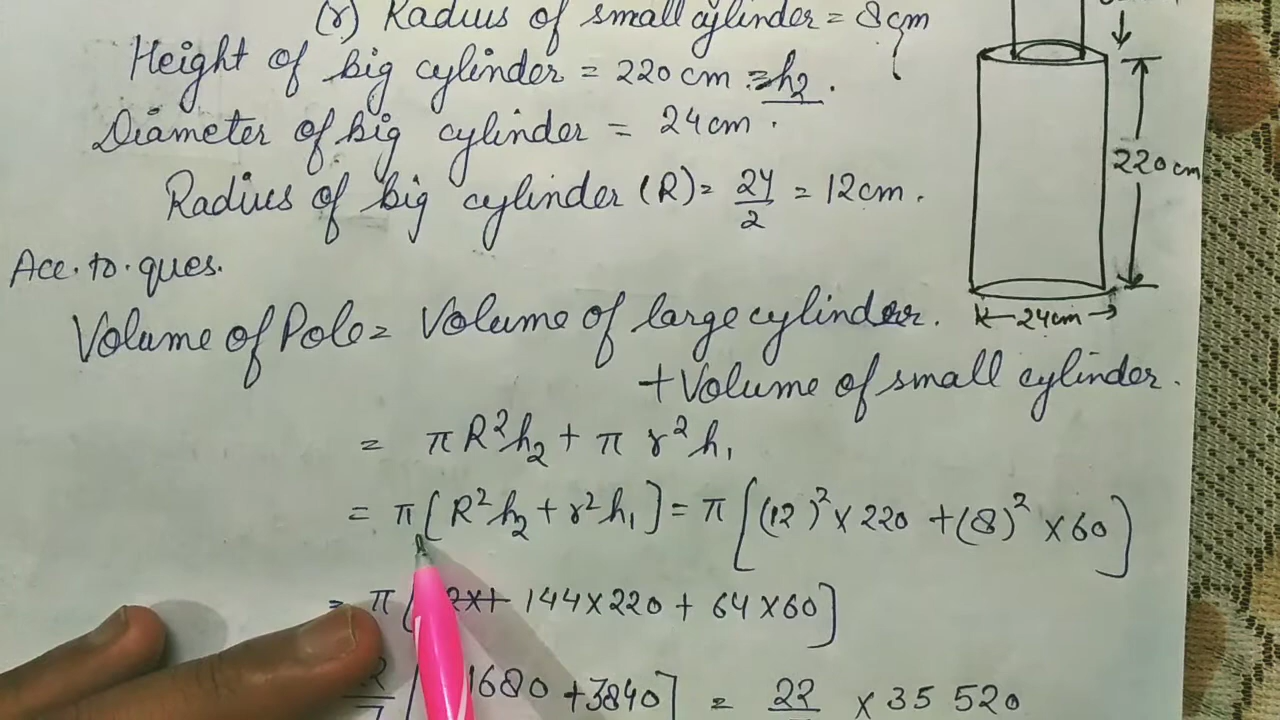 (r) Radius of small cylinder = 8cm
Height of big cylinder = 220 cm = h₂.
Diameter of big cylinder = 24cm.
Radius of big cylinder (R) = 24/2 = 12cm.
220 cm
24cm
Acc. to. ques.
Volume of Pole = Volume of large cylinder.
+ Volume of small cylinder.
= πR²h₂ + π r²h₁
= π[R²h₂ + r²h₁] = π[(12)² × 220 + (8)² × 60]
= π[ 144×220 + 64×60]
[ 1680 + 3840] = 22 × 35 520